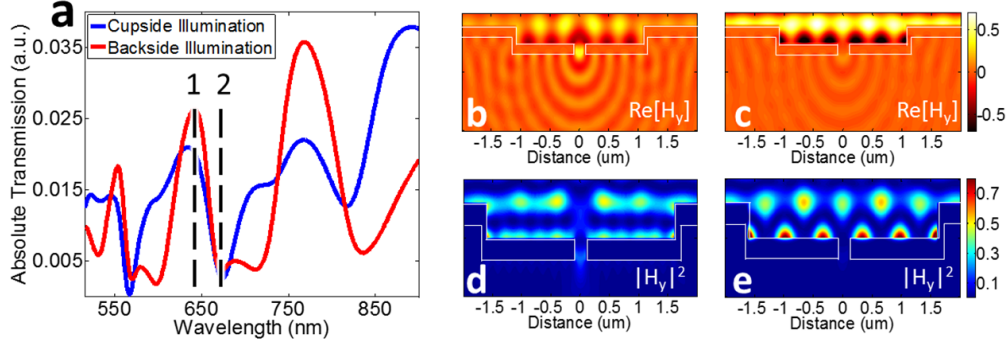 a
Cupside Illumination
Backside Illumination
Absolute Transmission (a.u.)
0.035
0.025
0.015
0.005
1 2
550 650 750 850
Wavelength (nm)
b
Re[Hy]
-1.5 -1 -0.5 0 0.5 1 1.5
Distance (um)
c
Re[Hy]
0.5
0
-0.5
-1.5 -1 -0.5 0 0.5 1 1.5
Distance (um)
d
|Hy|²
-1.5 -1 -0.5 0 0.5 1 1.5
Distance (um)
e
|Hy|²
0.7
0.5
0.3
0.1
-1.5 -1 -0.5 0 0.5 1 1.5
Distance (um)